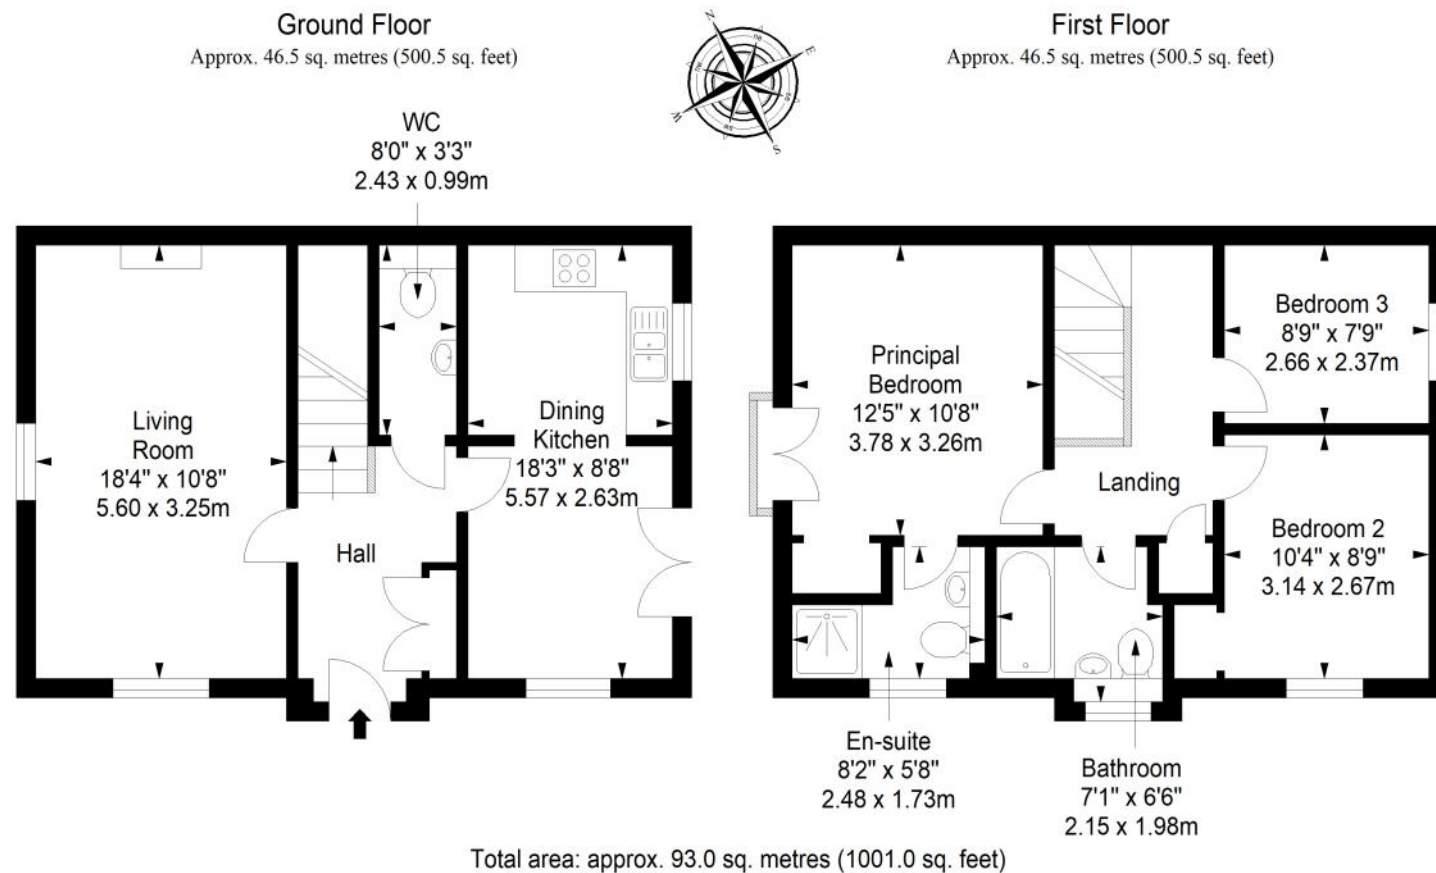 Ground Floor
Approx. 46.5 sq. metres (500.5 sq. feet)
N
E
S
W
ne
se
sw
nw
First Floor
Approx. 46.5 sq. metres (500.5 sq. feet)
WC
8'0" x 3'3"
2.43 x 0.99m
Living
Room
18'4" x 10'8"
5.60 x 3.25m
Hall
Dining
Kitchen
18'3" x 8'8"
5.57 x 2.63m
Principal
Bedroom
12'5" x 10'8"
3.78 x 3.26m
Landing
Bedroom 3
8'9" x 7'9"
2.66 x 2.37m
Bedroom 2
10'4" x 8'9"
3.14 x 2.67m
En-suite
8'2" x 5'8"
2.48 x 1.73m
Bathroom
7'1" x 6'6"
2.15 x 1.98m
Total area: approx. 93.0 sq. metres (1001.0 sq. feet)